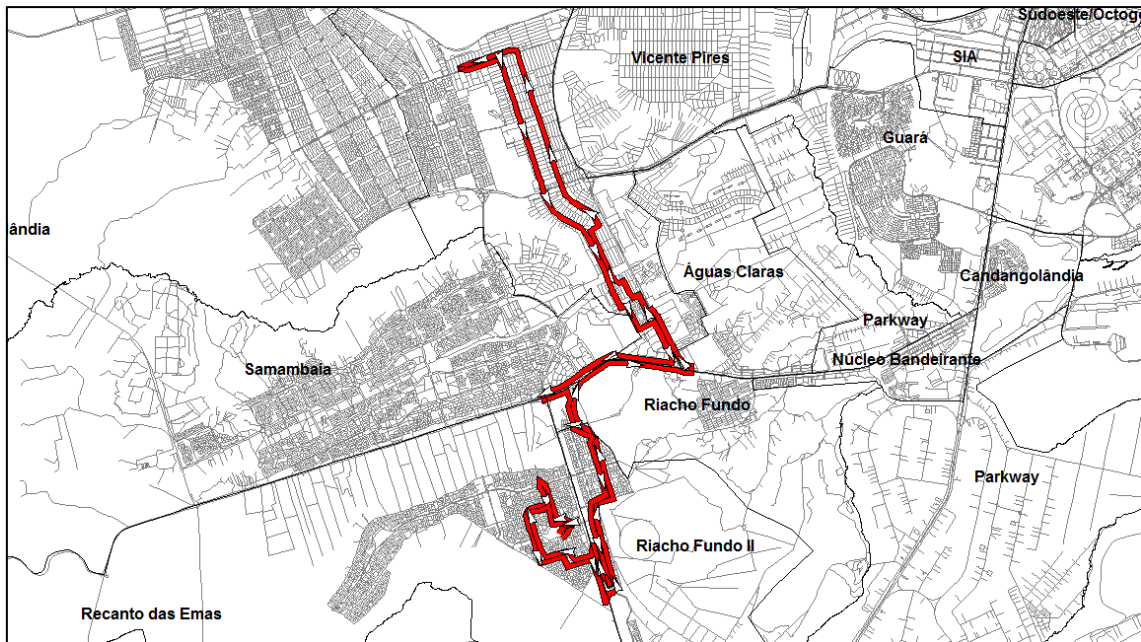 Sudoeste/Octogo
Vicente Pires
SIA
Guará
ândia
Águas Claras
Candangolândia
Parkway
Núcleo Bandeirante
Samambaia
Riacho Fundo
Parkway
Riacho Fundo II
Recanto das Emas